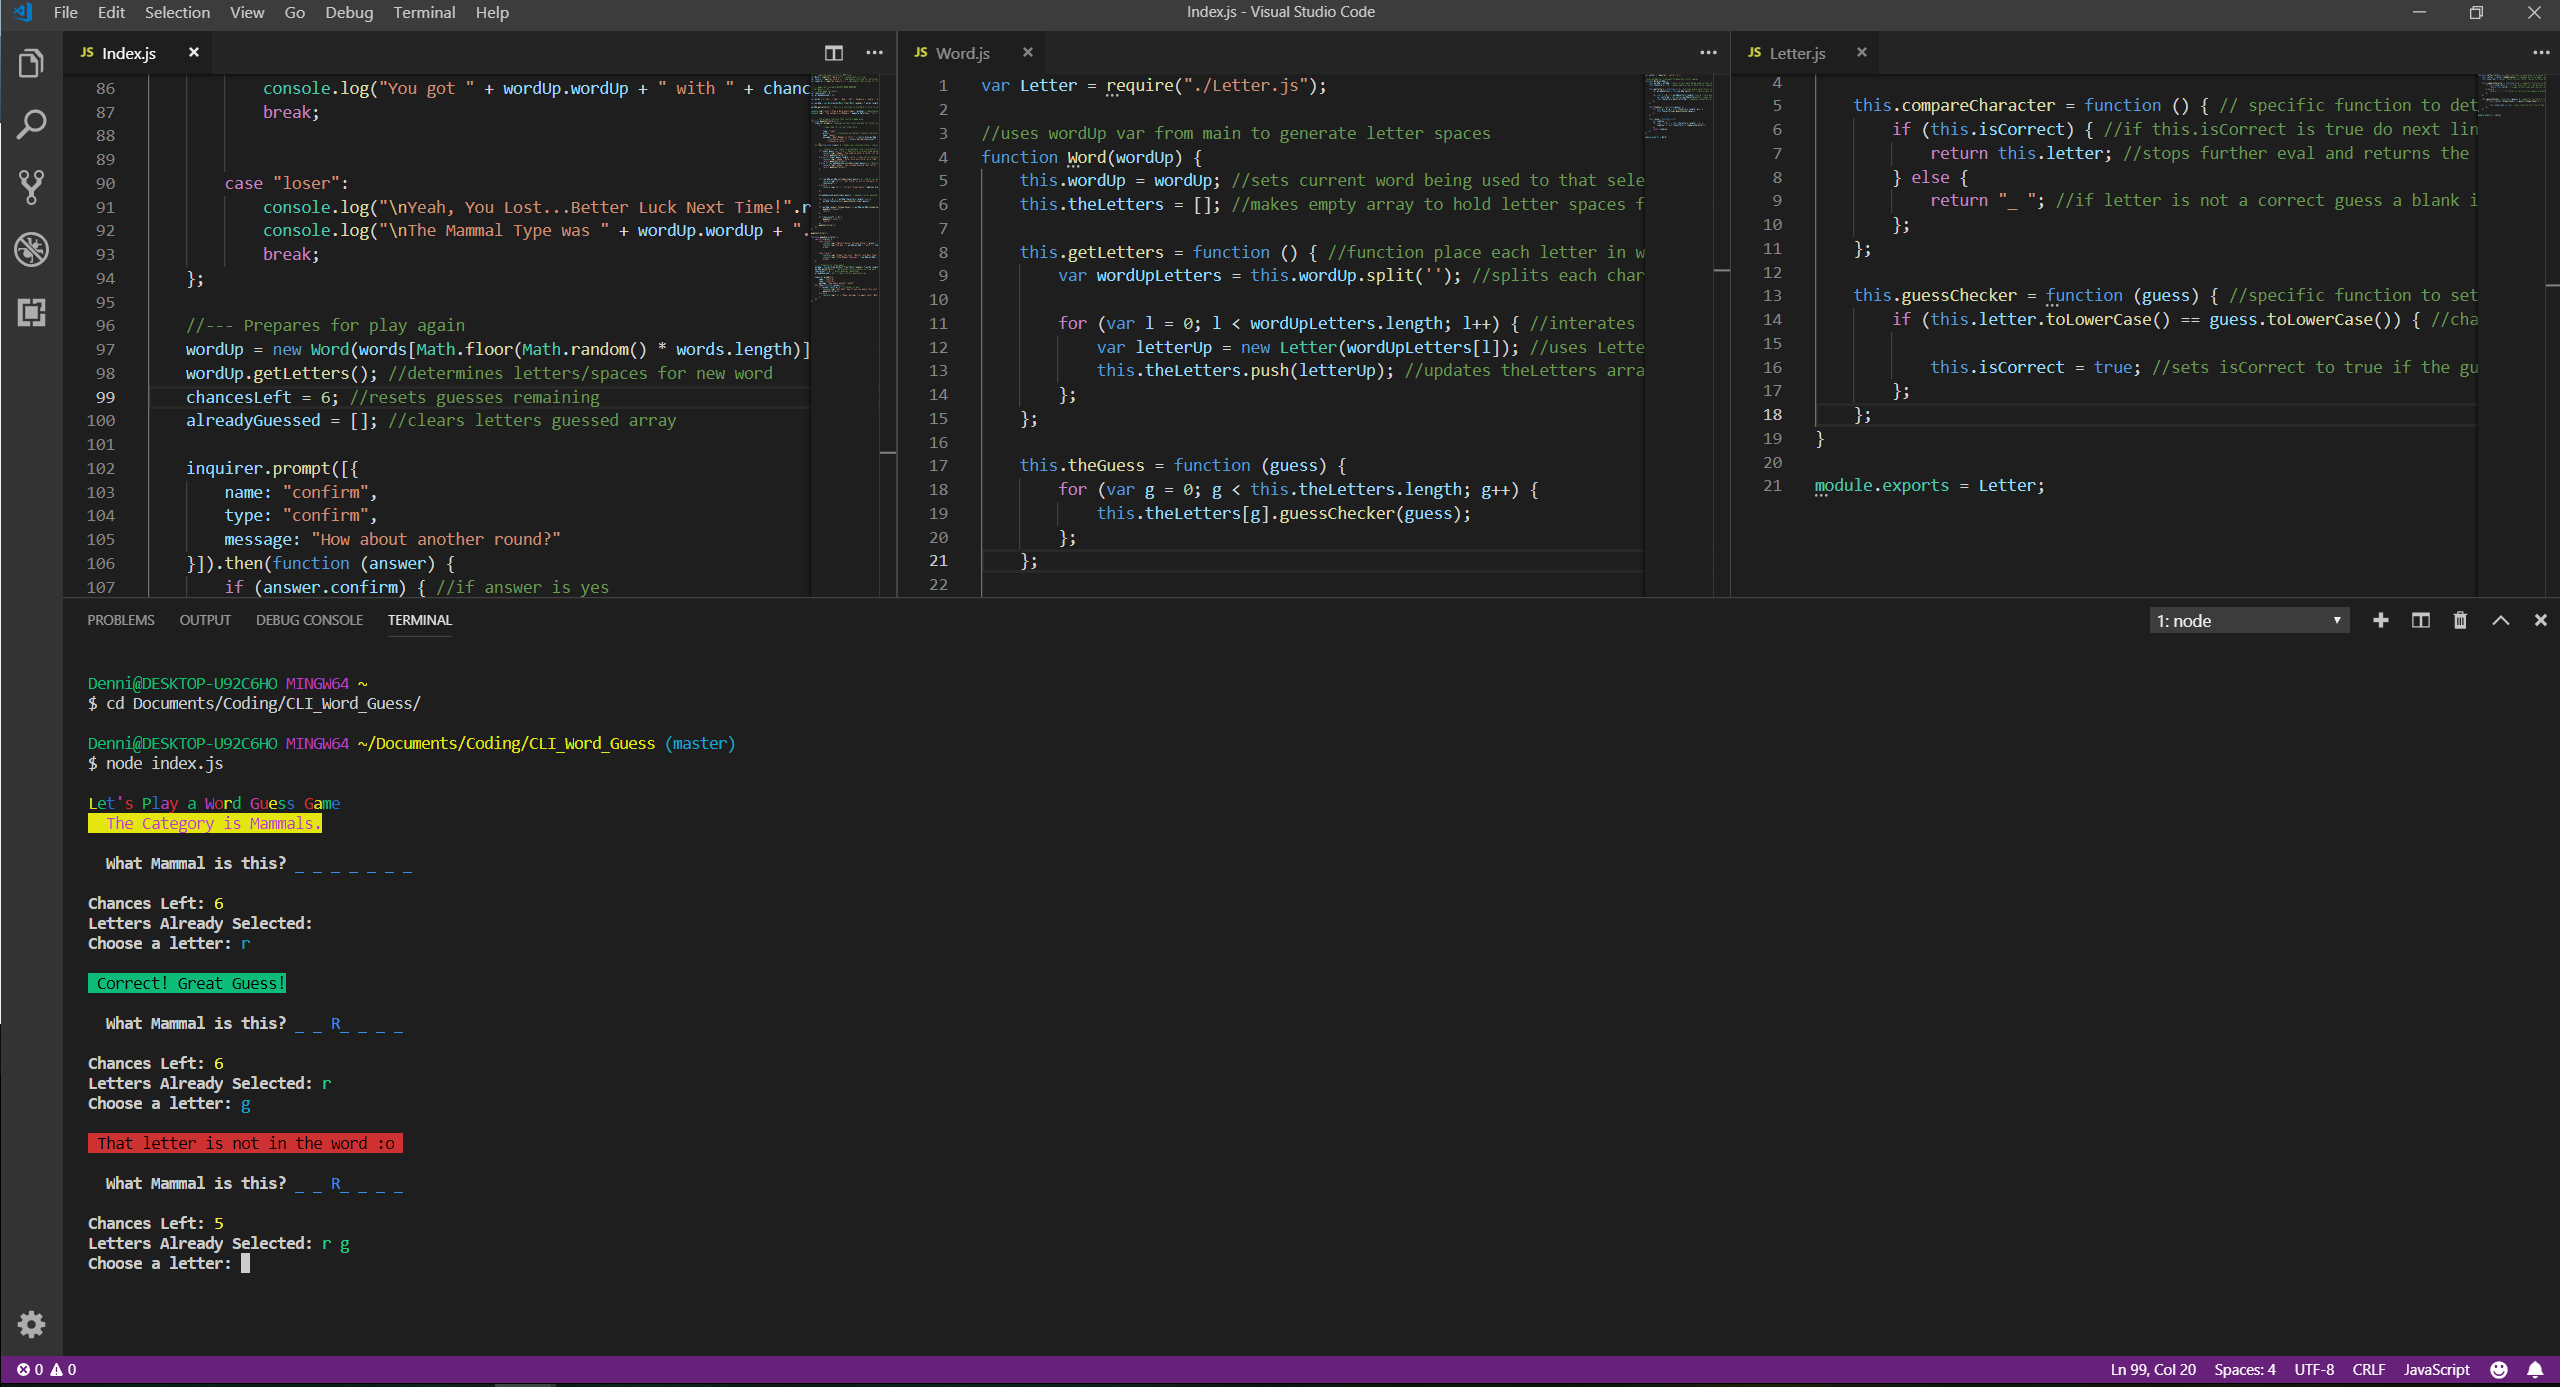 File Edit Selection View Go Debug Terminal Help
Index.js - Visual Studio Code
JS Index.js
86 console.log("You got " + wordUp.wordUp + " with " + chanc
87 break;
88
89
90 case "loser":
91 console.log("\nYeah, You Lost...Better Luck Next Time!".r
92 console.log("\nThe Mammal Type was " + wordUp.wordUp + ".
93 break;
94 };
95
96 //--- Prepares for play again
97 wordUp = new Word(words[Math.floor(Math.random() * words.length)]
98 wordUp.getLetters(); //determines letters/spaces for new word
99 chancesLeft = 6; //resets guesses remaining
100 alreadyGuessed = []; //clears letters guessed array
101
102 inquirer.prompt([{
103 name: "confirm",
104 type: "confirm",
105 message: "How about another round?"
106 }]).then(function (answer) {
107 if (answer.confirm) { //if answer is yes
JS Word.js
1 var Letter = require("./Letter.js");
2
3 //uses wordUp var from main to generate letter spaces
4 function Word(wordUp) {
5 this.wordUp = wordUp; //sets current word being used to that sele
6 this.theLetters = []; //makes empty array to hold letter spaces f
7
8 this.getLetters = function () { //function place each letter in w
9 var wordUpLetters = this.wordUp.split(''); //splits each char
10
11 for (var l = 0; l < wordUpLetters.length; l++) { //interates
12 var letterUp = new Letter(wordUpLetters[l]); //uses Lette
13 this.theLetters.push(letterUp); //updates theLetters arra
14 };
15 };
16
17 this.theGuess = function (guess) {
18 for (var g = 0; g < this.theLetters.length; g++) {
19 this.theLetters[g].guessChecker(guess);
20 };
21 };
22
JS Letter.js
4
5 this.compareCharacter = function () { // specific function to det
6 if (this.isCorrect) { //if this.isCorrect is true do next lin
7 return this.letter; //stops further eval and returns the
8 } else {
9 return "_ "; //if letter is not a correct guess a blank i
10 };
11 };
12
13 this.guessChecker = function (guess) { //specific function to set
14 if (this.letter.toLowerCase() == guess.toLowerCase()) { //cha
15
16 this.isCorrect = true; //sets isCorrect to true if the gu
17 };
18 };
19 }
20
21 module.exports = Letter;
PROBLEMS OUTPUT DEBUG CONSOLE TERMINAL
1: node
Denni@DESKTOP-U92C6HO MINGW64 ~
$ cd Documents/Coding/CLI_Word_Guess/
Denni@DESKTOP-U92C6HO MINGW64 ~/Documents/Coding/CLI_Word_Guess (master)
$ node index.js
Let's Play a Word Guess Game
The Category is Mammals.
What Mammal is this? _ _ _ _ _ _ _
Chances Left: 6
Letters Already Selected:
Choose a letter: r
Correct! Great Guess!
What Mammal is this? _ _ R_ _ _ _
Chances Left: 6
Letters Already Selected: r
Choose a letter: g
That letter is not in the word :o
What Mammal is this? _ _ R_ _ _ _
Chances Left: 5
Letters Already Selected: r g
Choose a letter:
0 0
Ln 99, Col 20 Spaces: 4 UTF-8 CRLF JavaScript